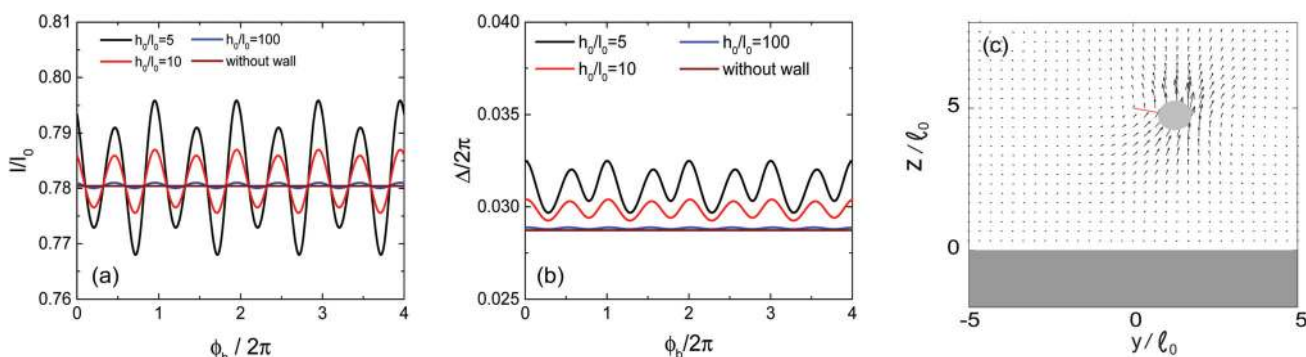 0.81
0.80
0.79
0.78
0.77
0.76
l/l₀
h₀/l₀=5
h₀/l₀=100
h₀/l₀=10
without wall
(a)
0 1 2 3 4
ϕ_b / 2π
0.040
0.035
0.030
0.025
Δ/2π
h₀/l₀=5
h₀/l₀=100
h₀/l₀=10
without wall
(b)
0 1 2 3 4
ϕ_b/2π
(c)
z/ℓ₀
5
0
-5 0 5
y/ℓ₀